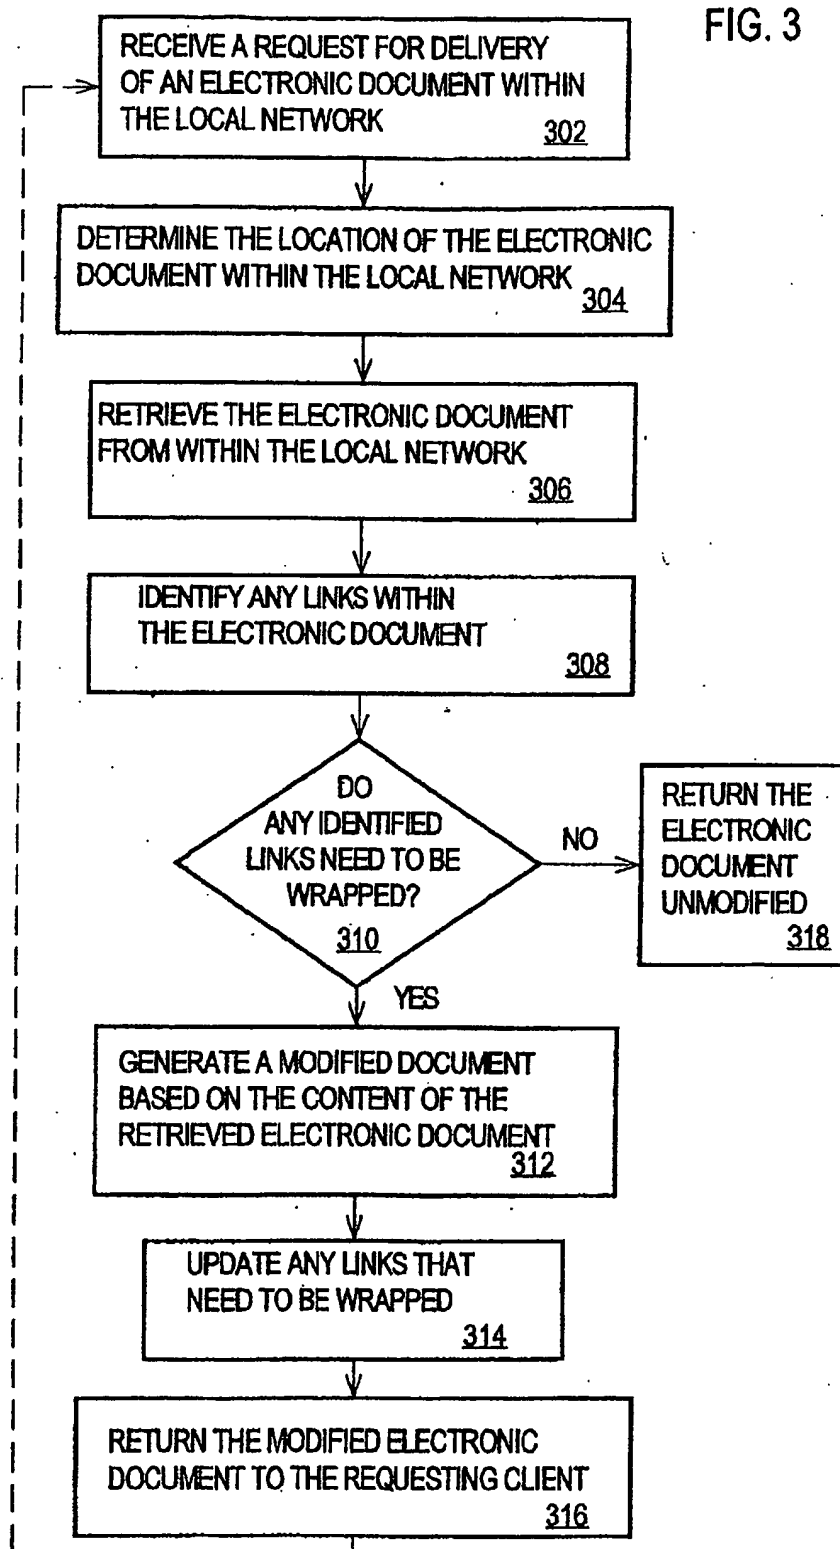 FIG. 3
RECEIVE A REQUEST FOR DELIVERY
OF AN ELECTRONIC DOCUMENT WITHIN
THE LOCAL NETWORK
302
DETERMINE THE LOCATION OF THE ELECTRONIC
DOCUMENT WITHIN THE LOCAL NETWORK
304
RETRIEVE THE ELECTRONIC DOCUMENT
FROM WITHIN THE LOCAL NETWORK
306
IDENTIFY ANY LINKS WITHIN
THE ELECTRONIC DOCUMENT
308
DO
ANY IDENTIFIED
LINKS NEED TO BE
WRAPPED?
310
NO
RETURN THE
ELECTRONIC
DOCUMENT
UNMODIFIED
318
YES
GENERATE A MODIFIED DOCUMENT
BASED ON THE CONTENT OF THE
RETRIEVED ELECTRONIC DOCUMENT
312
UPDATE ANY LINKS THAT
NEED TO BE WRAPPED
314
RETURN THE MODIFIED ELECTRONIC
DOCUMENT TO THE REQUESTING CLIENT
316